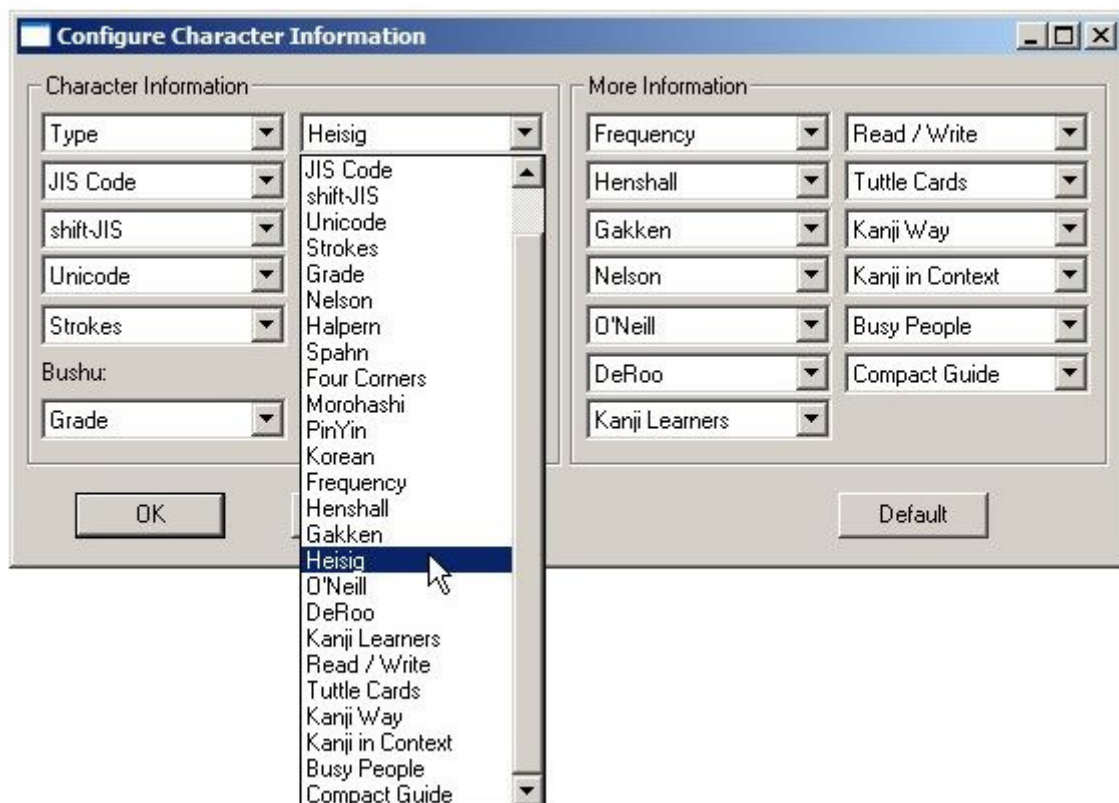 Configure Character Information
Character Information
Type
Heisig
JIS Code
shift-JIS
Unicode
Strokes
Bushu:
Grade
JIS Code
shift-JIS
Unicode
Strokes
Grade
Nelson
Halpern
Spahn
Four Corners
Morohashi
PinYin
Korean
Frequency
Henshall
Gakken
Heisig
O'Neill
DeRoo
Kanji Learners
Read / Write
Tuttle Cards
Kanji Way
Kanji in Context
Busy People
Compact Guide
More Information
Frequency
Read / Write
Henshall
Tuttle Cards
Gakken
Kanji Way
Nelson
Kanji in Context
O'Neill
Busy People
DeRoo
Compact Guide
Kanji Learners
OK
Default